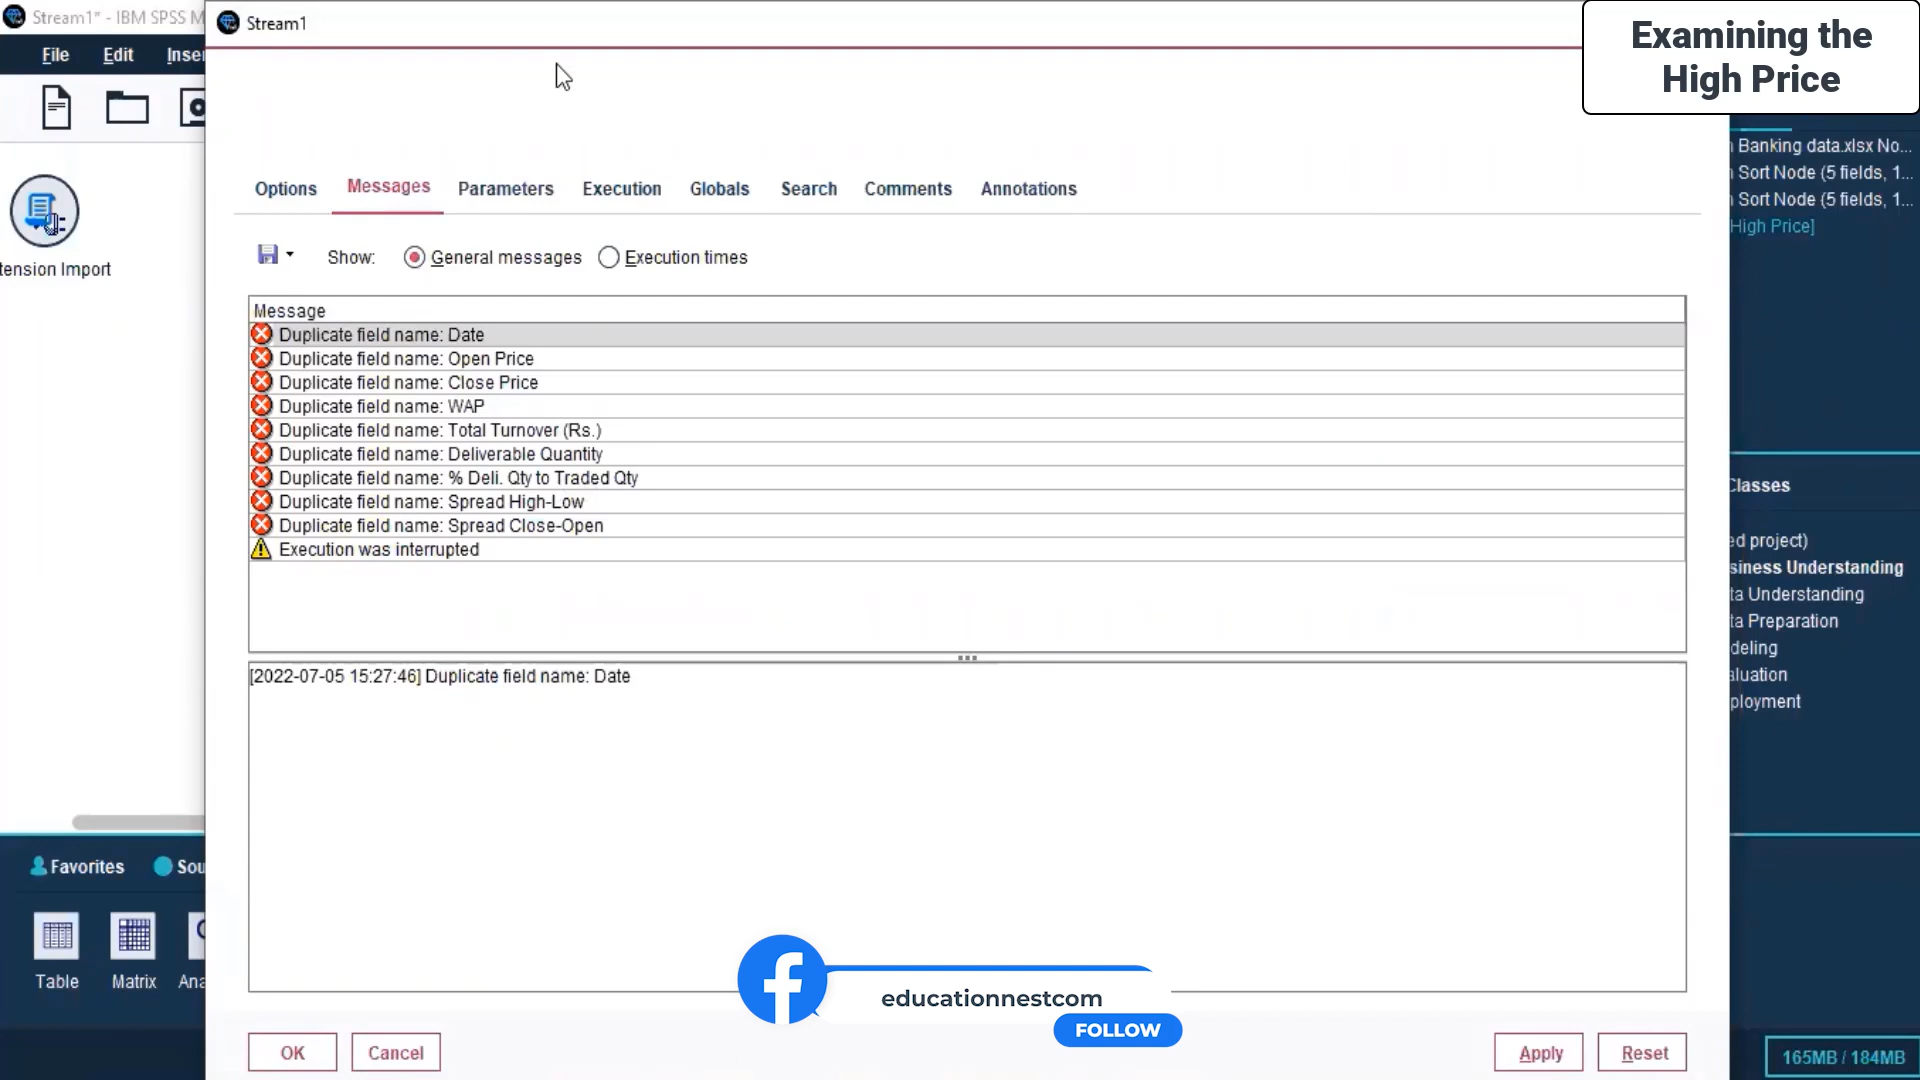 Stream1* - IBM SPSS M
Stream1
Examining the
High Price
File Edit Inser
tension Import
Options Messages Parameters Execution Globals Search Comments Annotations
Show: General messages Execution times
Message
Duplicate field name: Date
Duplicate field name: Open Price
Duplicate field name: Close Price
Duplicate field name: WAP
Duplicate field name: Total Turnover (Rs.)
Duplicate field name: Deliverable Quantity
Duplicate field name: % Deli. Qty to Traded Qty
Duplicate field name: Spread High-Low
Duplicate field name: Spread Close-Open
Execution was interrupted
[2022-07-05 15:27:46] Duplicate field name: Date
Banking data.xlsx No...
Sort Node (5 fields, 1...
Sort Node (5 fields, 1...
High Price]
Classes
ed project)
siness Understanding
ta Understanding
ta Preparation
deling
aluation
ployment
Favorites Sou
Table Matrix Ana
educationnestcom
FOLLOW
OK Cancel Apply Reset
165MB / 184MB